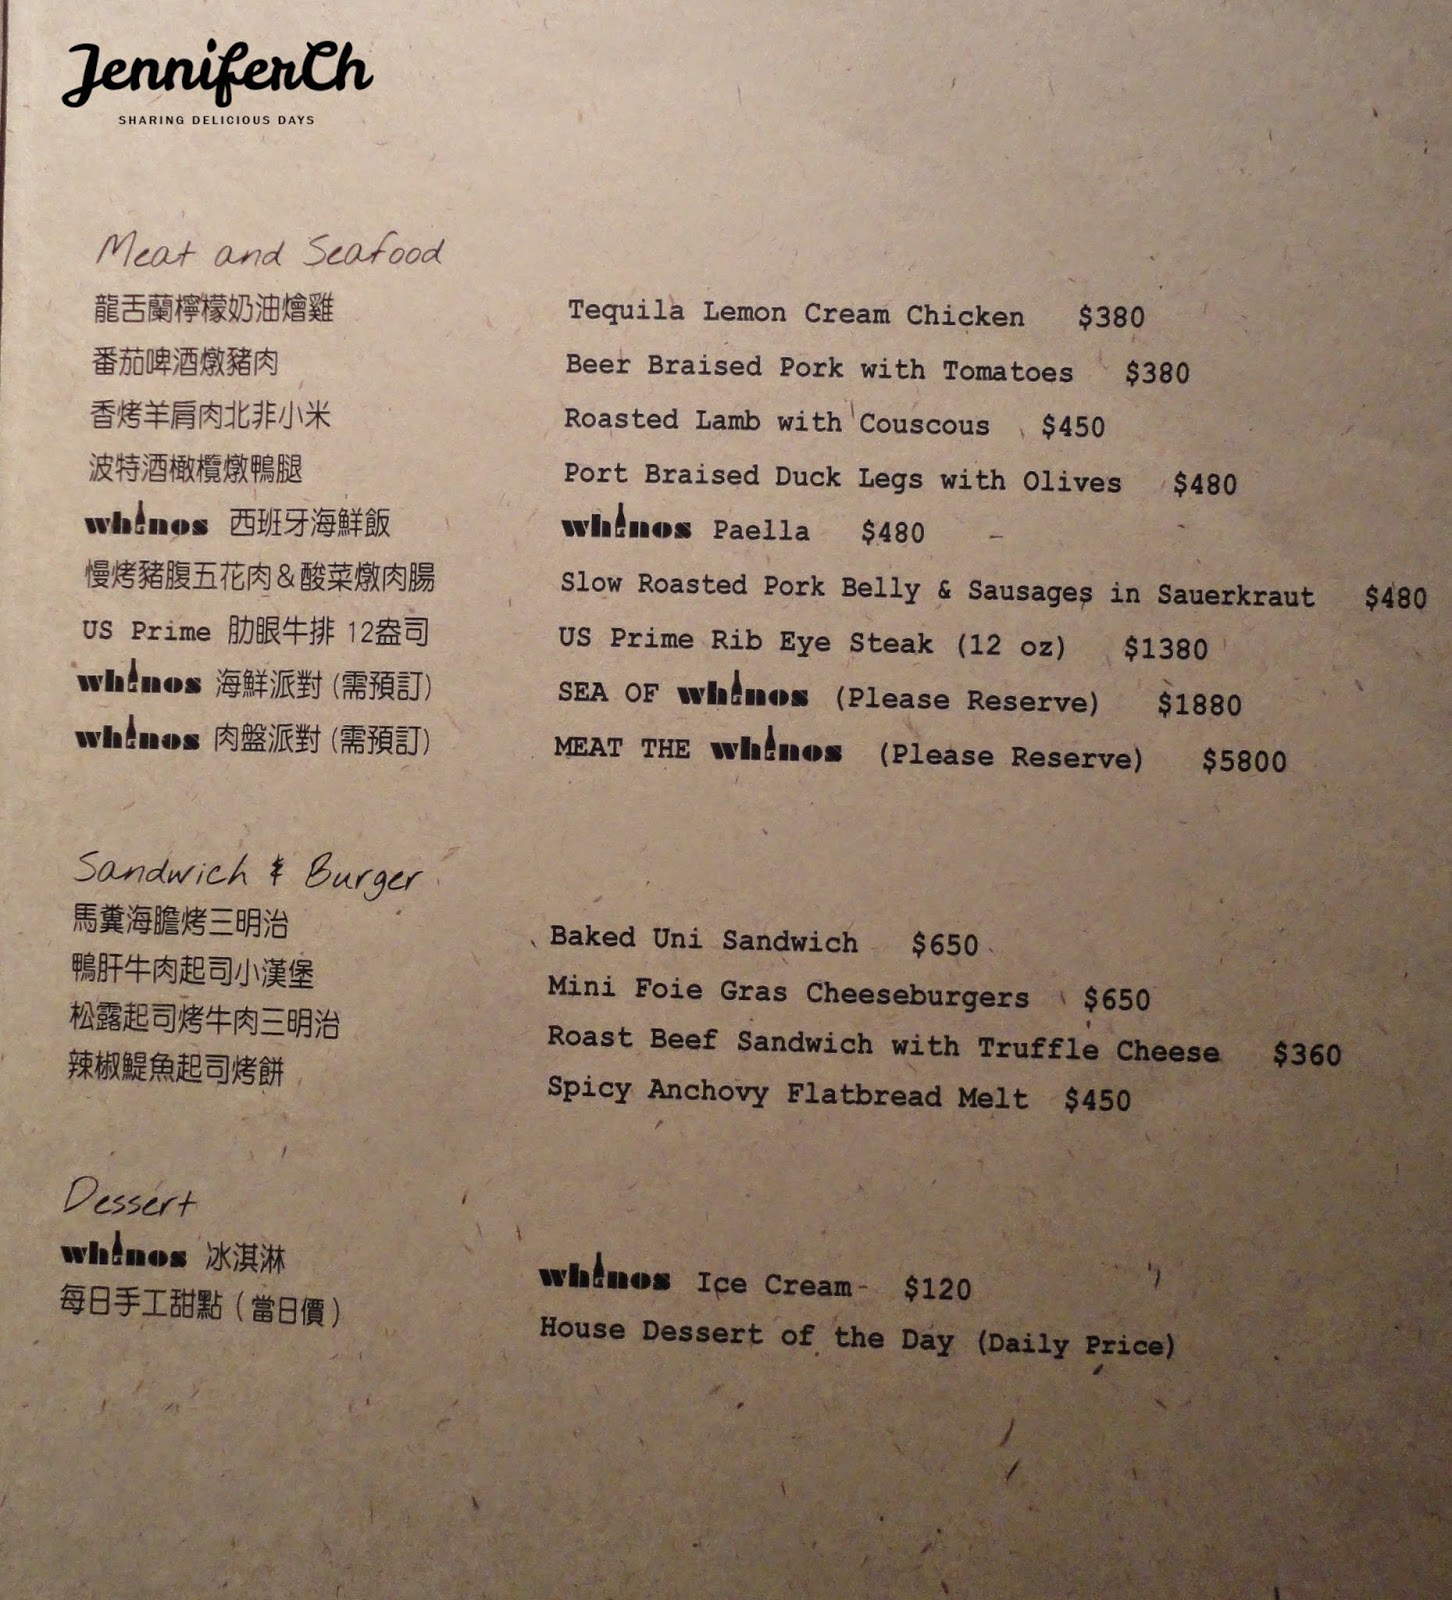 JenniferCh
SHARING DELICIOUS DAYS
Meat and Seafood
龍舌蘭檸檬奶油燴雞 Tequila Lemon Cream Chicken $380
番茄啤酒燉豬肉 Beer Braised Pork with Tomatoes $380
香烤羊肩肉北非小米 Roasted Lamb with Couscous $450
波特酒橄欖燉鴨腿 Port Braised Duck Legs with Olives $480
whinos 西班牙海鮮飯 whinos Paella $480
慢烤豬腹五花肉&酸菜燉肉腸 Slow Roasted Pork Belly & Sausages in Sauerkraut $480
US Prime 肋眼牛排 12盎司 US Prime Rib Eye Steak (12 oz) $1380
whinos 海鮮派對 (需預訂) SEA OF whinos (Please Reserve) $1880
whinos 肉盤派對 (需預訂) MEAT THE whinos (Please Reserve) $5800
Sandwich & Burger
馬糞海膽烤三明治 Baked Uni Sandwich $650
鴨肝牛肉起司小漢堡 Mini Foie Gras Cheeseburgers $650
松露起司烤牛肉三明治 Roast Beef Sandwich with Truffle Cheese $360
辣椒鯷魚起司烤餅 Spicy Anchovy Flatbread Melt $450
Dessert
whinos 冰淇淋 whinos Ice Cream $120
每日手工甜點 (當日價) House Dessert of the Day (Daily Price)